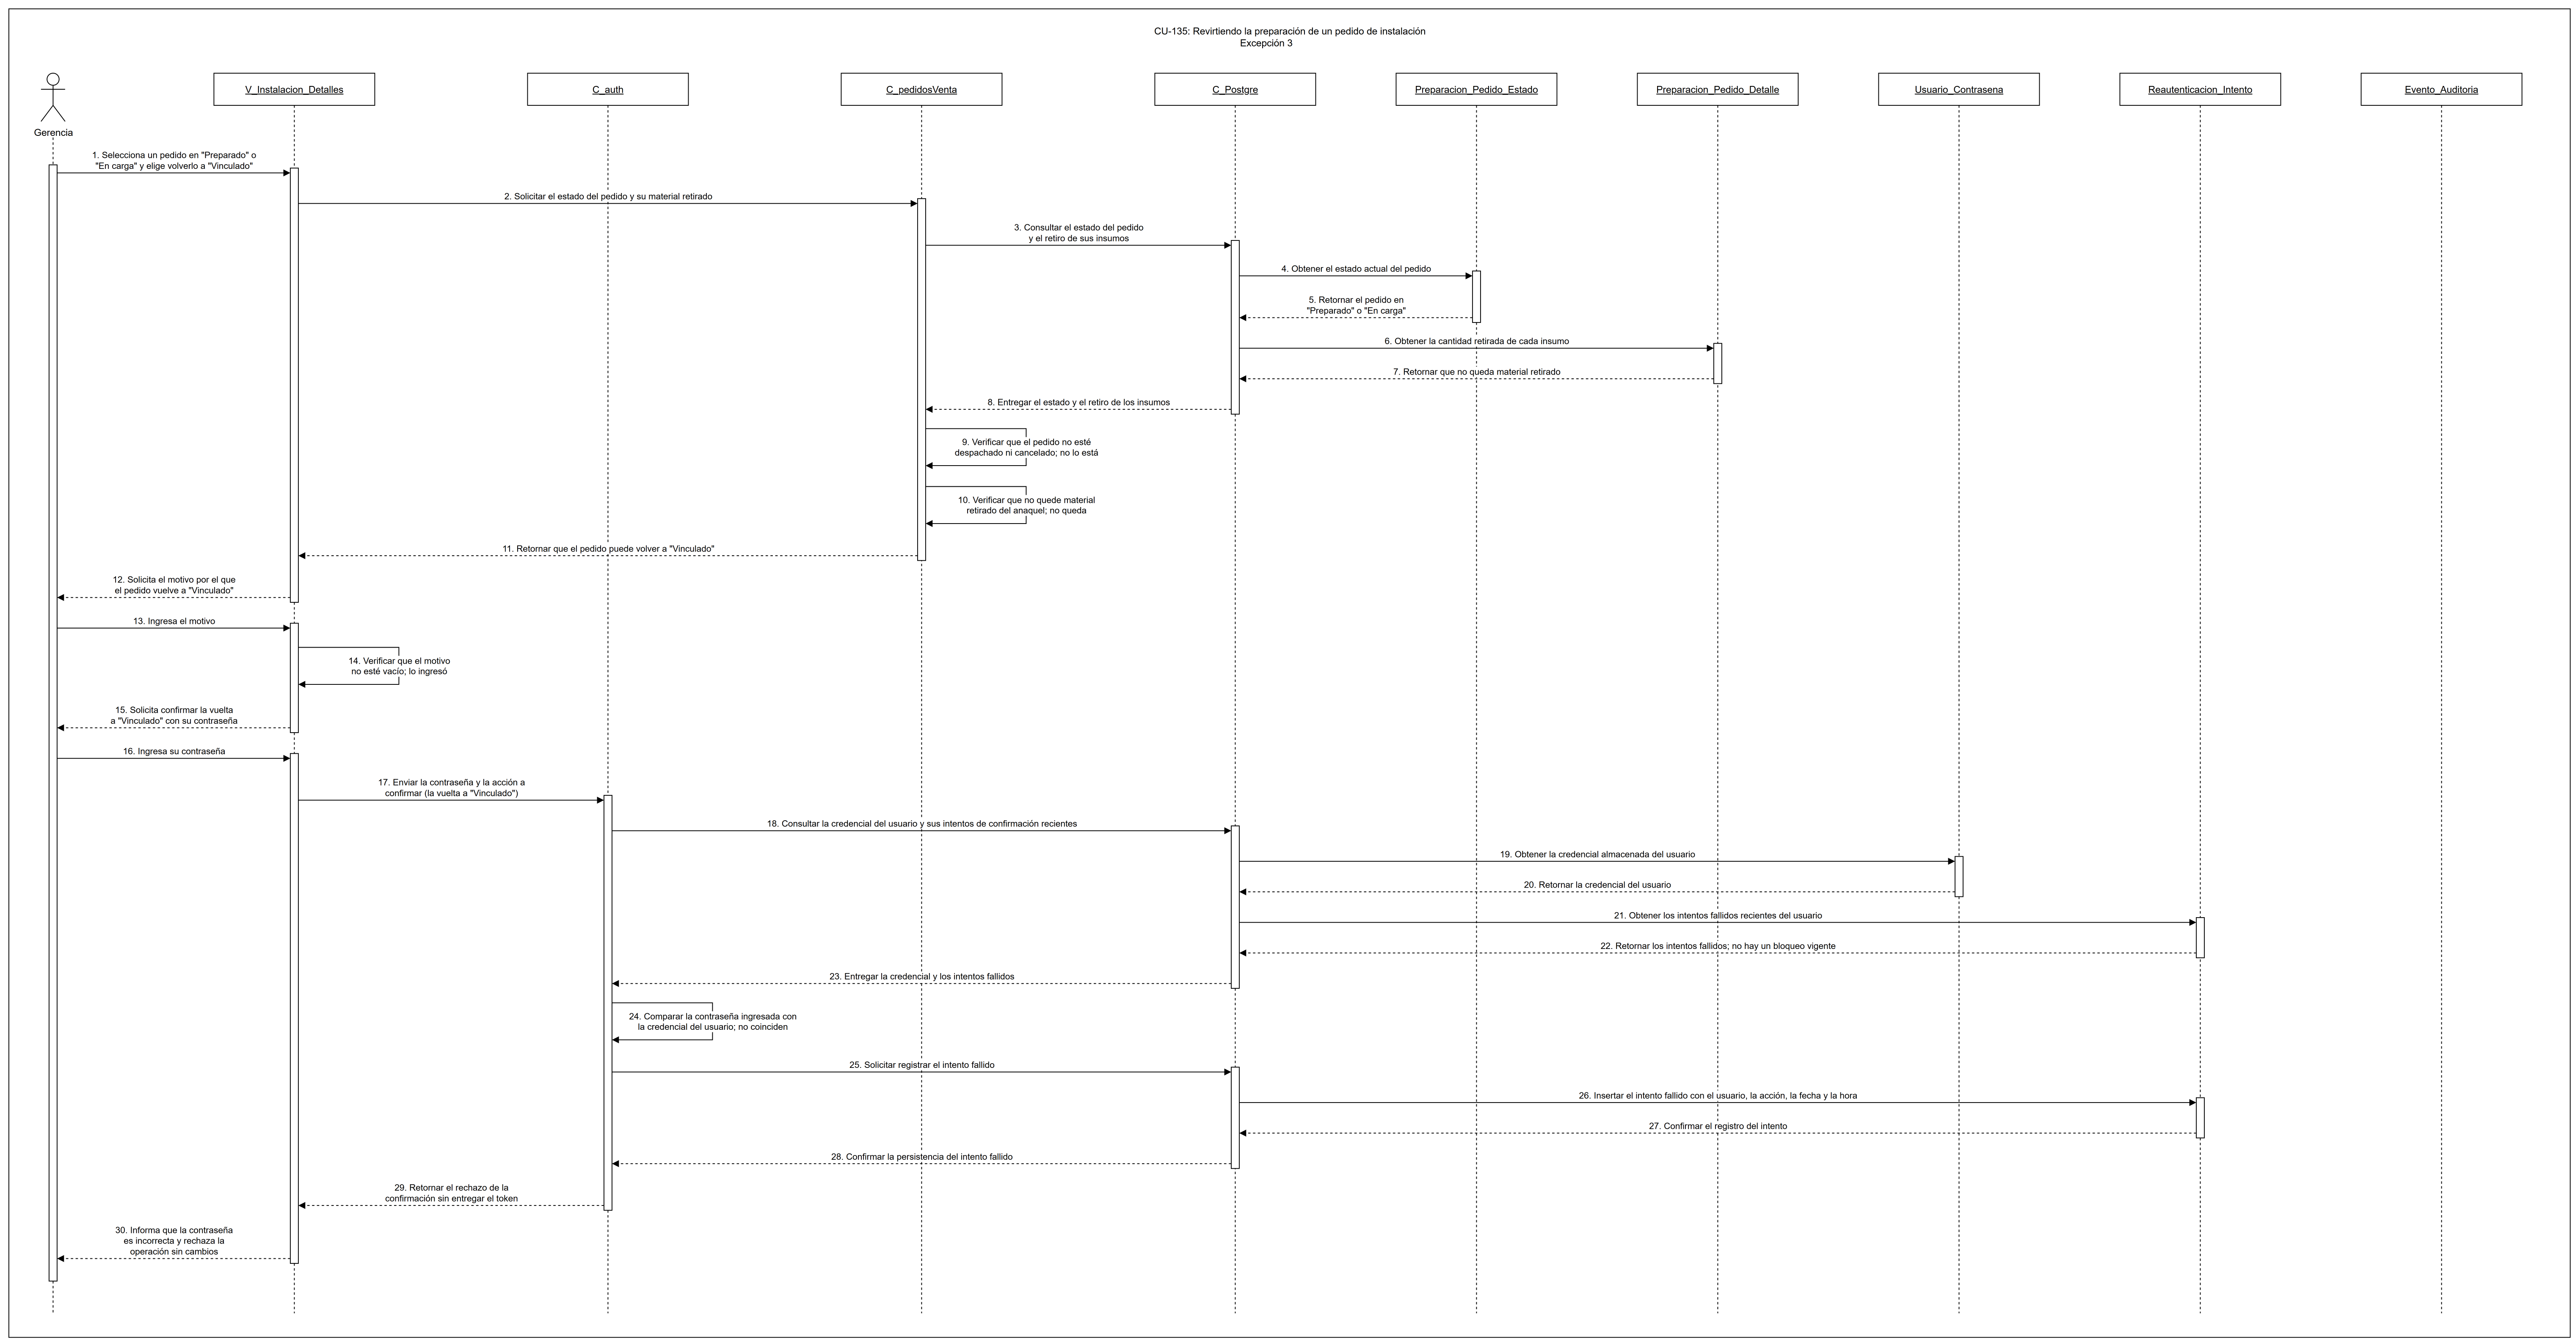 CU-135: Revirtiendo la preparación de un pedido de instalación
Excepción 3
Gerencia
V_Instalacion_Detalles
C_auth
C_pedidosVenta
C_Postgre
Preparacion_Pedido_Estado
Preparacion_Pedido_Detalle
Usuario_Contrasena
Reautenticacion_Intento
Evento_Auditoria
1. Selecciona un pedido en "Preparado" o
"En carga" y elige volverlo a "Vinculado"
2. Solicitar el estado del pedido y su material retirado
3. Consultar el estado del pedido
y el retiro de sus insumos
4. Obtener el estado actual del pedido
5. Retornar el pedido en
"Preparado" o "En carga"
6. Obtener la cantidad retirada de cada insumo
7. Retornar que no queda material retirado
8. Entregar el estado y el retiro de los insumos
9. Verificar que el pedido no esté
despachado ni cancelado; no lo está
10. Verificar que no quede material
retirado del anaquel; no queda
11. Retornar que el pedido puede volver a "Vinculado"
12. Solicita el motivo por el que
el pedido vuelve a "Vinculado"
13. Ingresa el motivo
14. Verificar que el motivo
no esté vacío; lo ingresó
15. Solicita confirmar la vuelta
a "Vinculado" con su contraseña
16. Ingresa su contraseña
17. Enviar la contraseña y la acción a
confirmar (la vuelta a "Vinculado")
18. Consultar la credencial del usuario y sus intentos de confirmación recientes
19. Obtener la credencial almacenada del usuario
20. Retornar la credencial del usuario
21. Obtener los intentos fallidos recientes del usuario
22. Retornar los intentos fallidos; no hay un bloqueo vigente
23. Entregar la credencial y los intentos fallidos
24. Comparar la contraseña ingresada con
la credencial del usuario; no coinciden
25. Solicitar registrar el intento fallido
26. Insertar el intento fallido con el usuario, la acción, la fecha y la hora
27. Confirmar el registro del intento
28. Confirmar la persistencia del intento fallido
29. Retornar el rechazo de la
confirmación sin entregar el token
30. Informa que la contraseña
es incorrecta y rechaza la
operación sin cambios